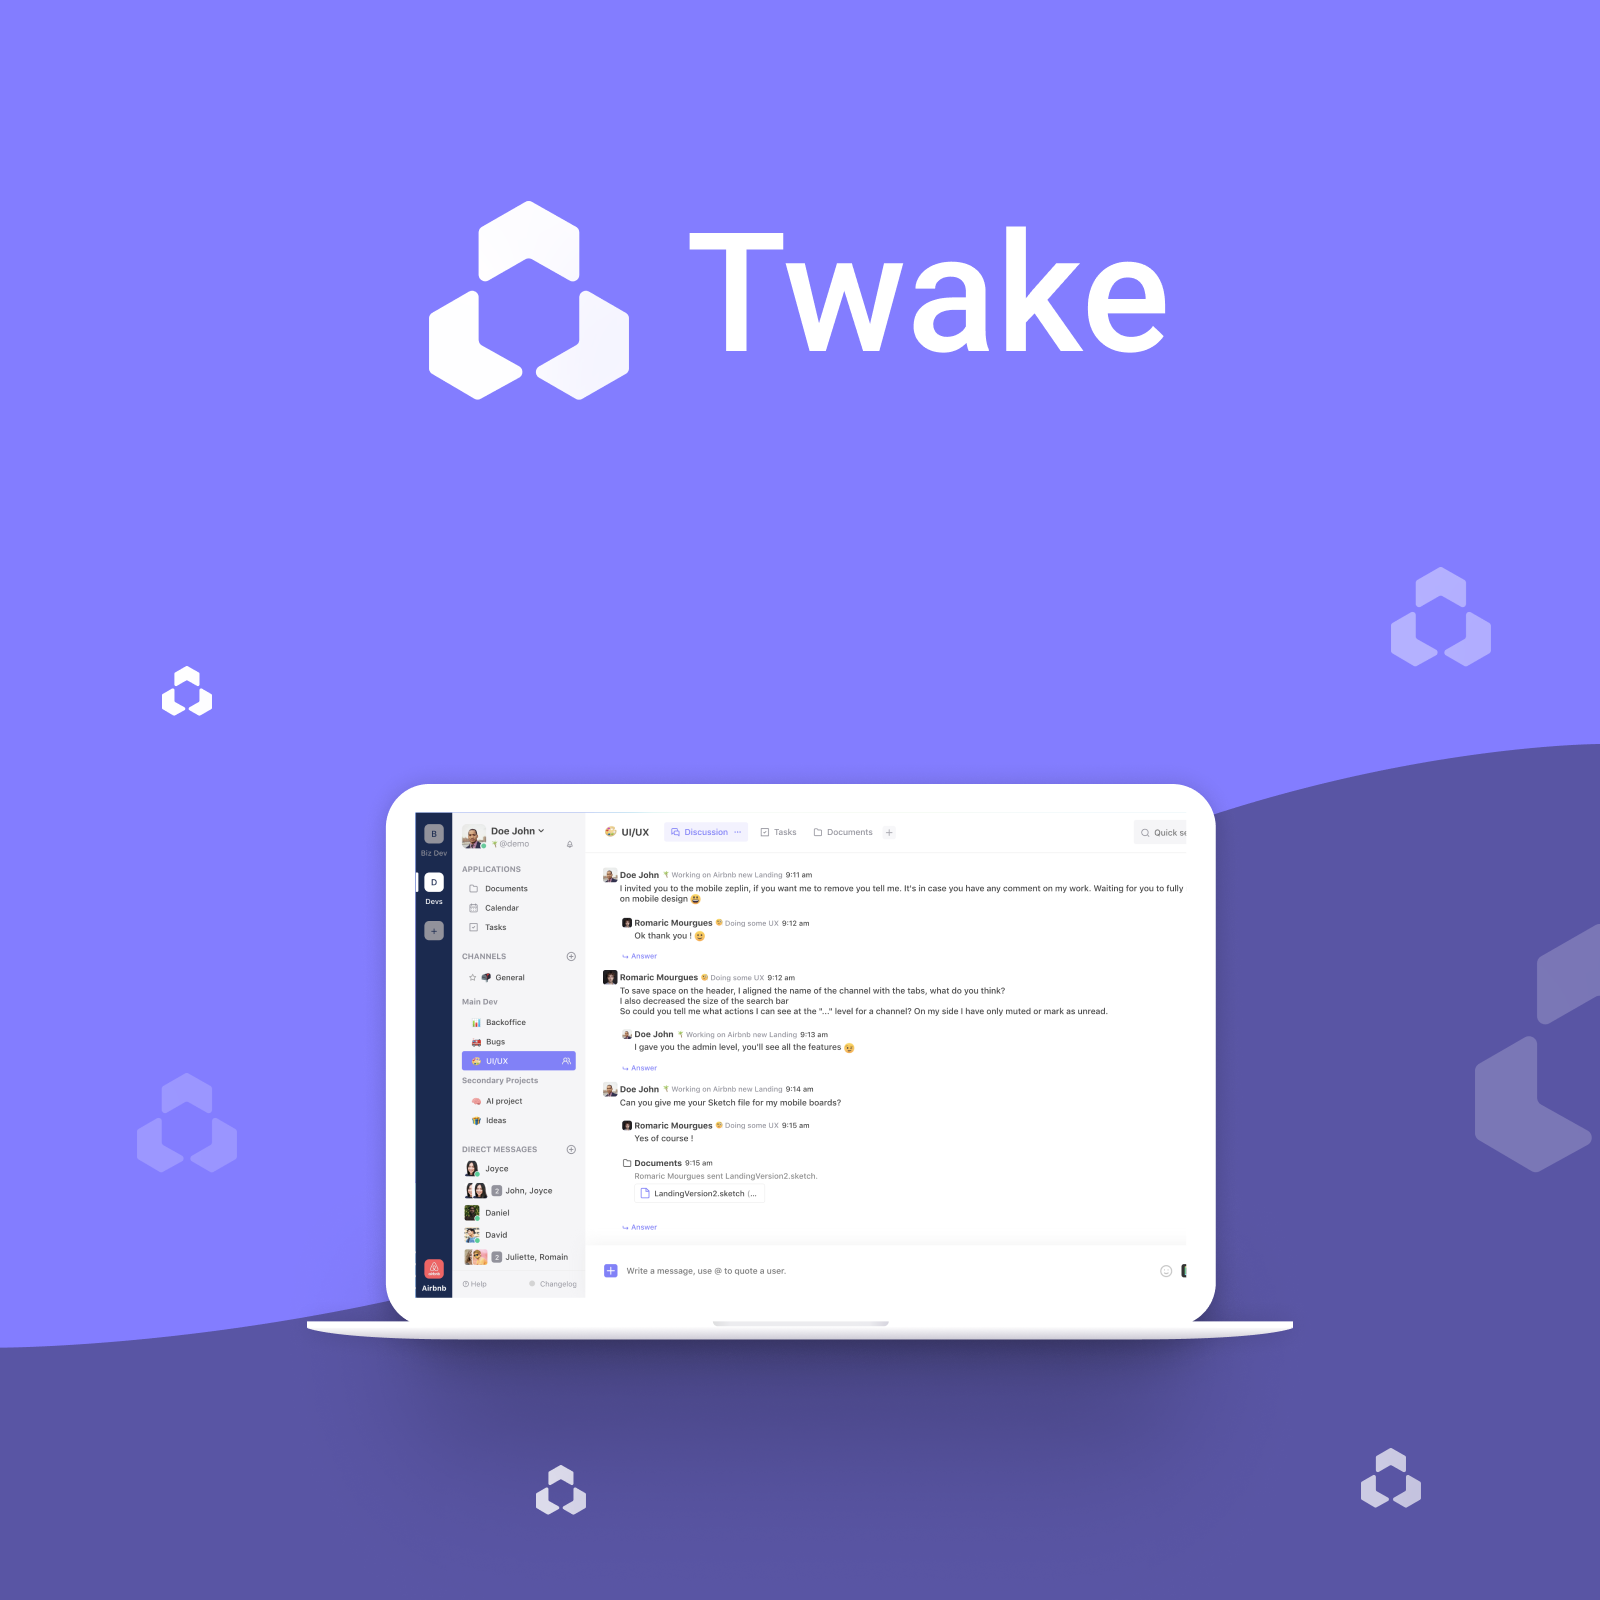 Twake
B
Biz Dev
D
Devs
+
Airbnb
Doe John
@demo
APPLICATIONS
Documents
Calendar
Tasks
CHANNELS
General
Main Dev
Backoffice
Bugs
UI/UX
Secondary Projects
AI project
Ideas
DIRECT MESSAGES
Joyce
2 John, Joyce
Daniel
David
2 Juliette, Romain
Help Changelog
UI/UX Discussion ... Tasks Documents + Quick se
Doe John Working on Airbnb new Landing 9:11 am
I invited you to the mobile zeplin, if you want me to remove you tell me. It's in case you have any comment on my work. Waiting for you to fully
on mobile design 😃
Romaric Mourgues Doing some UX 9:12 am
Ok thank you ! 🙂
Answer
Romaric Mourgues Doing some UX 9:12 am
To save space on the header, I aligned the name of the channel with the tabs, what do you think?
I also decreased the size of the search bar
So could you tell me what actions I can see at the "..." level for a channel? On my side I have only muted or mark as unread.
Doe John Working on Airbnb new Landing 9:13 am
I gave you the admin level, you'll see all the features 😉
Answer
Doe John Working on Airbnb new Landing 9:14 am
Can you give me your Sketch file for my mobile boards?
Romaric Mourgues Doing some UX 9:15 am
Yes of course !
Documents 9:15 am
Romaric Mourgues sent LandingVersion2.sketch.
LandingVersion2.sketch (...
Answer
Write a message, use @ to quote a user.